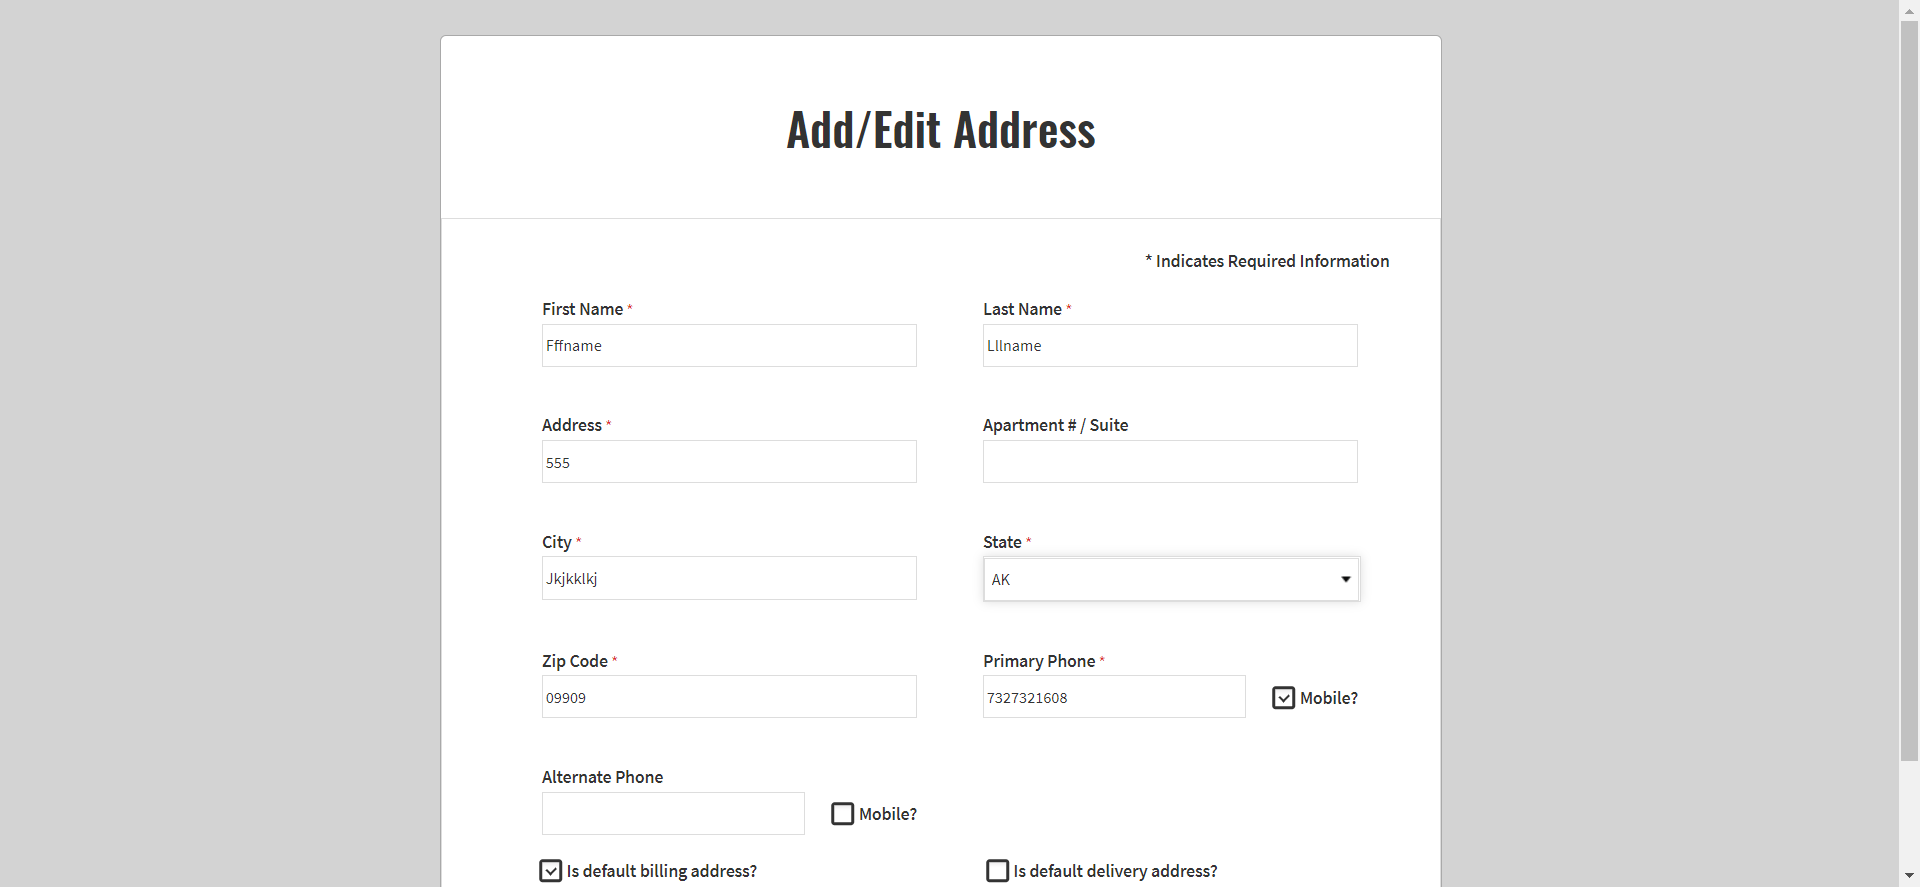 Add/Edit Address
* Indicates Required Information
First Name *
Last Name *
Fffname
Lllname
Address *
Apartment # / Suite
555
City *
State *
Jkjkklkj
AK
Zip Code *
Primary Phone *
09909
7327321608
Mobile?
Alternate Phone
Mobile?
Is default billing address?
Is default delivery address?